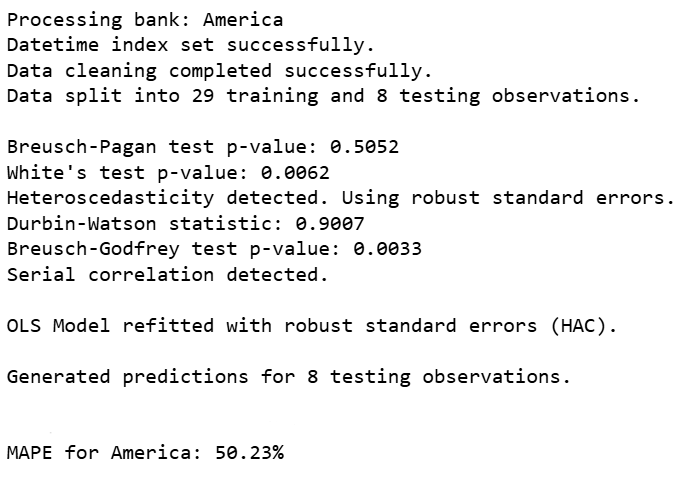 Processing bank: America
Datetime index set successfully.
Data cleaning completed successfully.
Data split into 29 training and 8 testing observations.
Breusch-Pagan test p-value: 0.5052
White's test p-value: 0.0062
Heteroscedasticity detected. Using robust standard errors.
Durbin-Watson statistic: 0.9007
Breusch-Godfrey test p-value: 0.0033
Serial correlation detected.
OLS Model refitted with robust standard errors (HAC).
Generated predictions for 8 testing observations.
MAPE for America: 50.23%